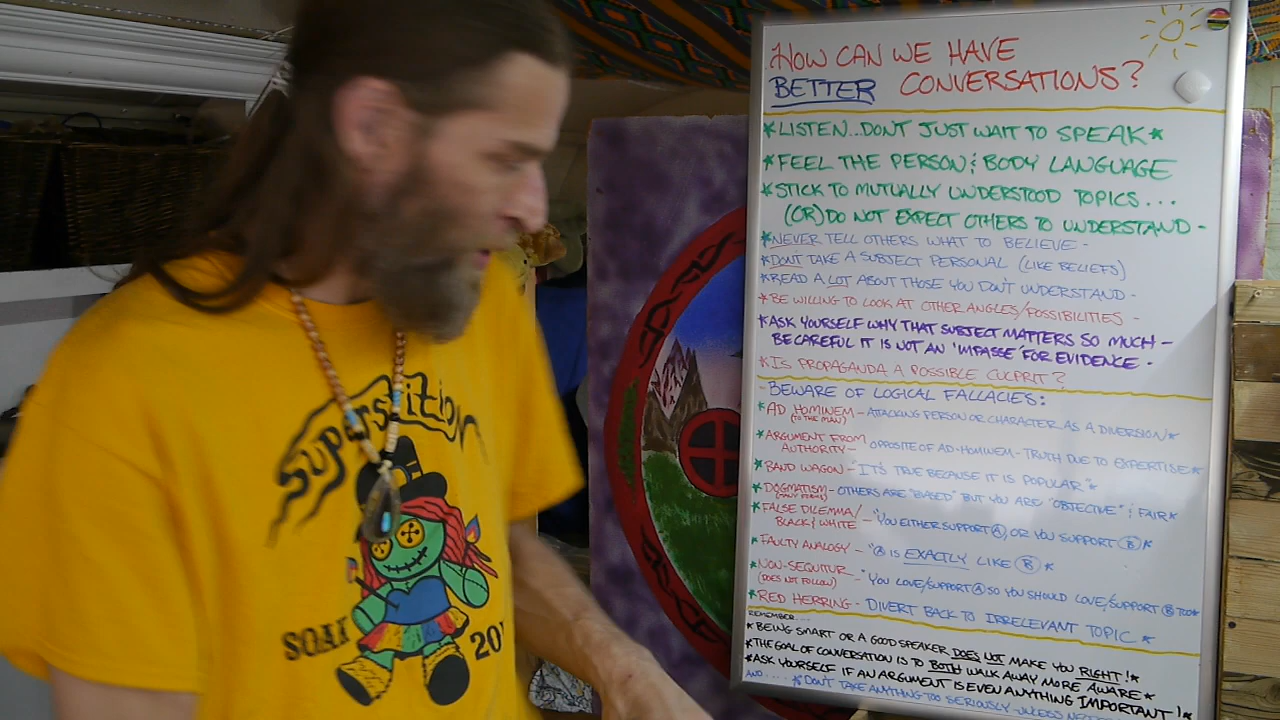 HOW CAN WE HAVE
BETTER CONVERSATIONS?
*LISTEN..DONT JUST WAIT TO SPEAK*
*FEEL THE PERSON & BODY LANGUAGE
*STICK TO MUTUALLY UNDERSTOOD TOPICS...
(OR) DO NOT EXPECT OTHERS TO UNDERSTAND-
*NEVER TELL OTHERS WHAT TO BELIEVE-
*DONT TAKE A SUBJECT PERSONAL (LIKE BELIEFS)
*READ A LOT ABOUT THOSE YOU DON'T UNDERSTAND-
*BE WILLING TO LOOK AT OTHER ANGLES/POSSIBILITIES-
*ASK YOURSELF WHY THAT SUBJECT MATTERS SO MUCH-
BE CAREFUL IT IS NOT AN 'IMPASSE' FOR EVIDENCE-
*IS PROPAGANDA A POSSIBLE CULPRIT?
-BEWARE OF LOGICAL FALLACIES:
*AD HOMINEM - ATTACKING PERSON OR CHARACTER AS A DIVERSION*
(TO THE MAN)
*ARGUMENT FROM
AUTHORITY- OPPOSITE OF AD-HOMINEM - TRUTH DUE TO EXPERTISE*
*BAND WAGON - IT'S TRUE BECAUSE IT IS POPULAR"*
*DOGMATISM- OTHERS ARE "BIASED" BUT YOU ARE "OBJECTIVE" & FAIR*
*FALSE DILEMMA/
BLACK & WHITE - "YOU EITHER SUPPORT A, OR YOU SUPPORT B*
*FAULTY ANALOGY - "A IS EXACTLY LIKE B*
*NON-SEQUITUR - "YOU LOVE/SUPPORT A SO YOU SHOULD LOVE/SUPPORT B TOO*
(DOES NOT FOLLOW)
*RED HERRING - DIVERT BACK TO IRRELEVANT TOPIC*
REMEMBER....
*BEING SMART OR A GOOD SPEAKER DOES NOT MAKE YOU RIGHT!*
*THE GOAL OF CONVERSATION IS TO BOTH WALK AWAY MORE AWARE*
*ASK YOURSELF IF AN ARGUMENT IS EVEN ANYTHING IMPORTANT!*
AND.... *DON'T TAKE ANYTHING TOO SERIOUSLY UNLESS
Superstition
SOAK 20